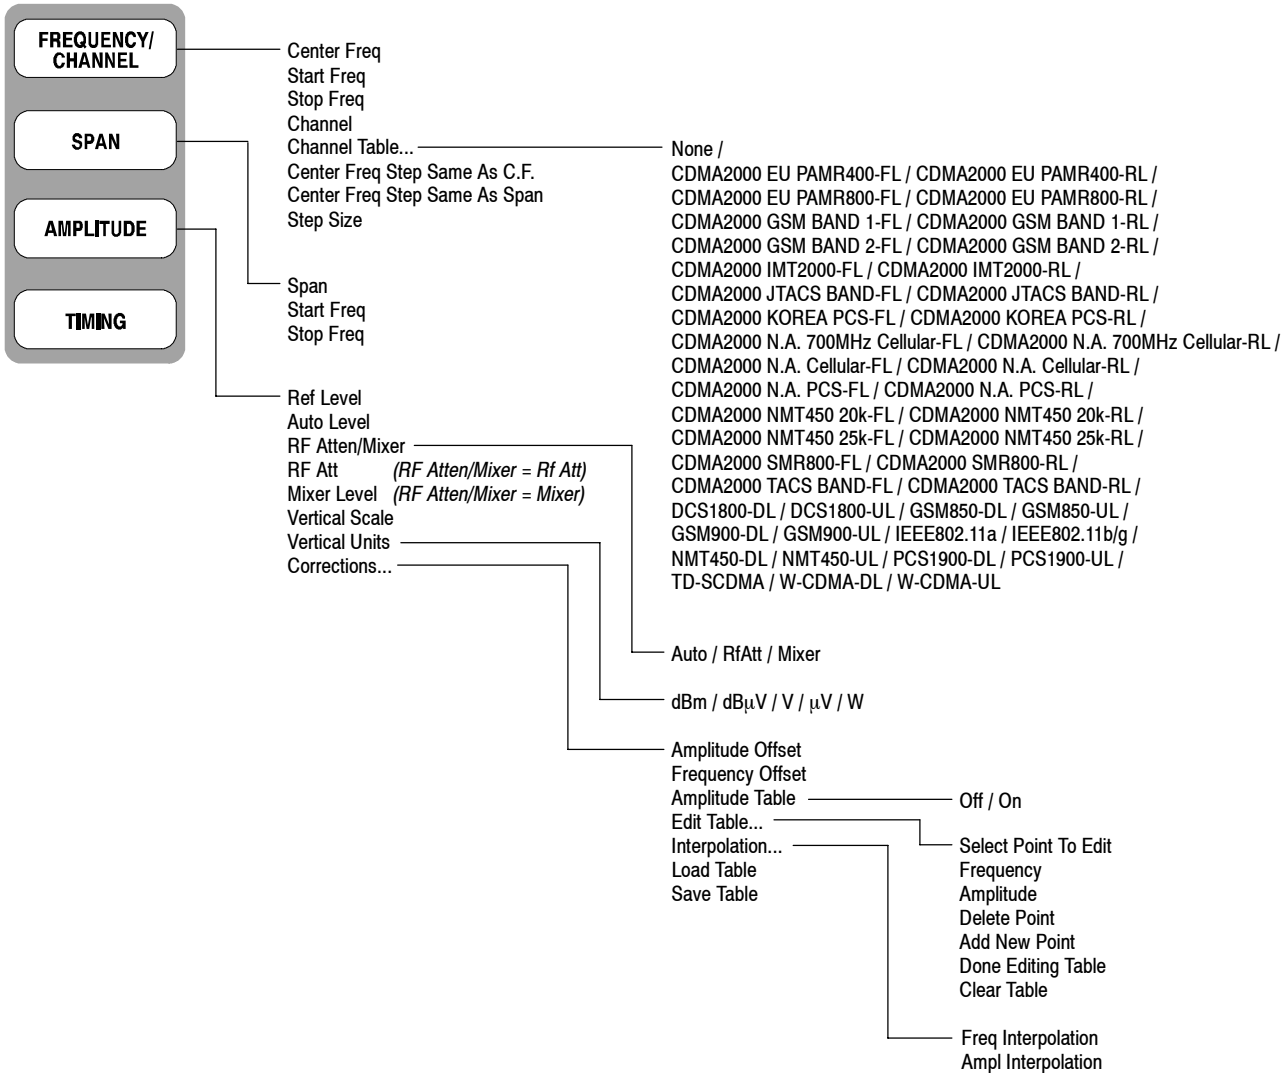 FREQUENCY/
CHANNEL
SPAN
AMPLITUDE
TIMING
Center Freq
Start Freq
Stop Freq
Channel
Channel Table...
Center Freq Step Same As C.F.
Center Freq Step Same As Span
Step Size
None /
CDMA2000 EU PAMR400-FL / CDMA2000 EU PAMR400-RL /
CDMA2000 EU PAMR800-FL / CDMA2000 EU PAMR800-RL /
CDMA2000 GSM BAND 1-FL / CDMA2000 GSM BAND 1-RL /
CDMA2000 GSM BAND 2-FL / CDMA2000 GSM BAND 2-RL /
CDMA2000 IMT2000-FL / CDMA2000 IMT2000-RL /
CDMA2000 JTACS BAND-FL / CDMA2000 JTACS BAND-RL /
CDMA2000 KOREA PCS-FL / CDMA2000 KOREA PCS-RL /
CDMA2000 N.A. 700MHz Cellular-FL / CDMA2000 N.A. 700MHz Cellular-RL /
CDMA2000 N.A. Cellular-FL / CDMA2000 N.A. Cellular-RL /
CDMA2000 N.A. PCS-FL / CDMA2000 N.A. PCS-RL /
CDMA2000 NMT450 20k-FL / CDMA2000 NMT450 20k-RL /
CDMA2000 NMT450 25k-FL / CDMA2000 NMT450 25k-RL /
CDMA2000 SMR800-FL / CDMA2000 SMR800-RL /
CDMA2000 TACS BAND-FL / CDMA2000 TACS BAND-RL /
DCS1800-DL / DCS1800-UL / GSM850-DL / GSM850-UL /
GSM900-DL / GSM900-UL / IEEE802.11a / IEEE802.11b/g /
NMT450-DL / NMT450-UL / PCS1900-DL / PCS1900-UL /
TD-SCDMA / W-CDMA-DL / W-CDMA-UL
Span
Start Freq
Stop Freq
Ref Level
Auto Level
RF Atten/Mixer
RF Att (RF Atten/Mixer = Rf Att)
Mixer Level (RF Atten/Mixer = Mixer)
Vertical Scale
Vertical Units
Corrections...
Auto / RfAtt / Mixer
dBm / dBµV / V / µV / W
Amplitude Offset
Frequency Offset
Amplitude Table
Edit Table...
Interpolation...
Load Table
Save Table
Off / On
Select Point To Edit
Frequency
Amplitude
Delete Point
Add New Point
Done Editing Table
Clear Table
Freq Interpolation
Ampl Interpolation